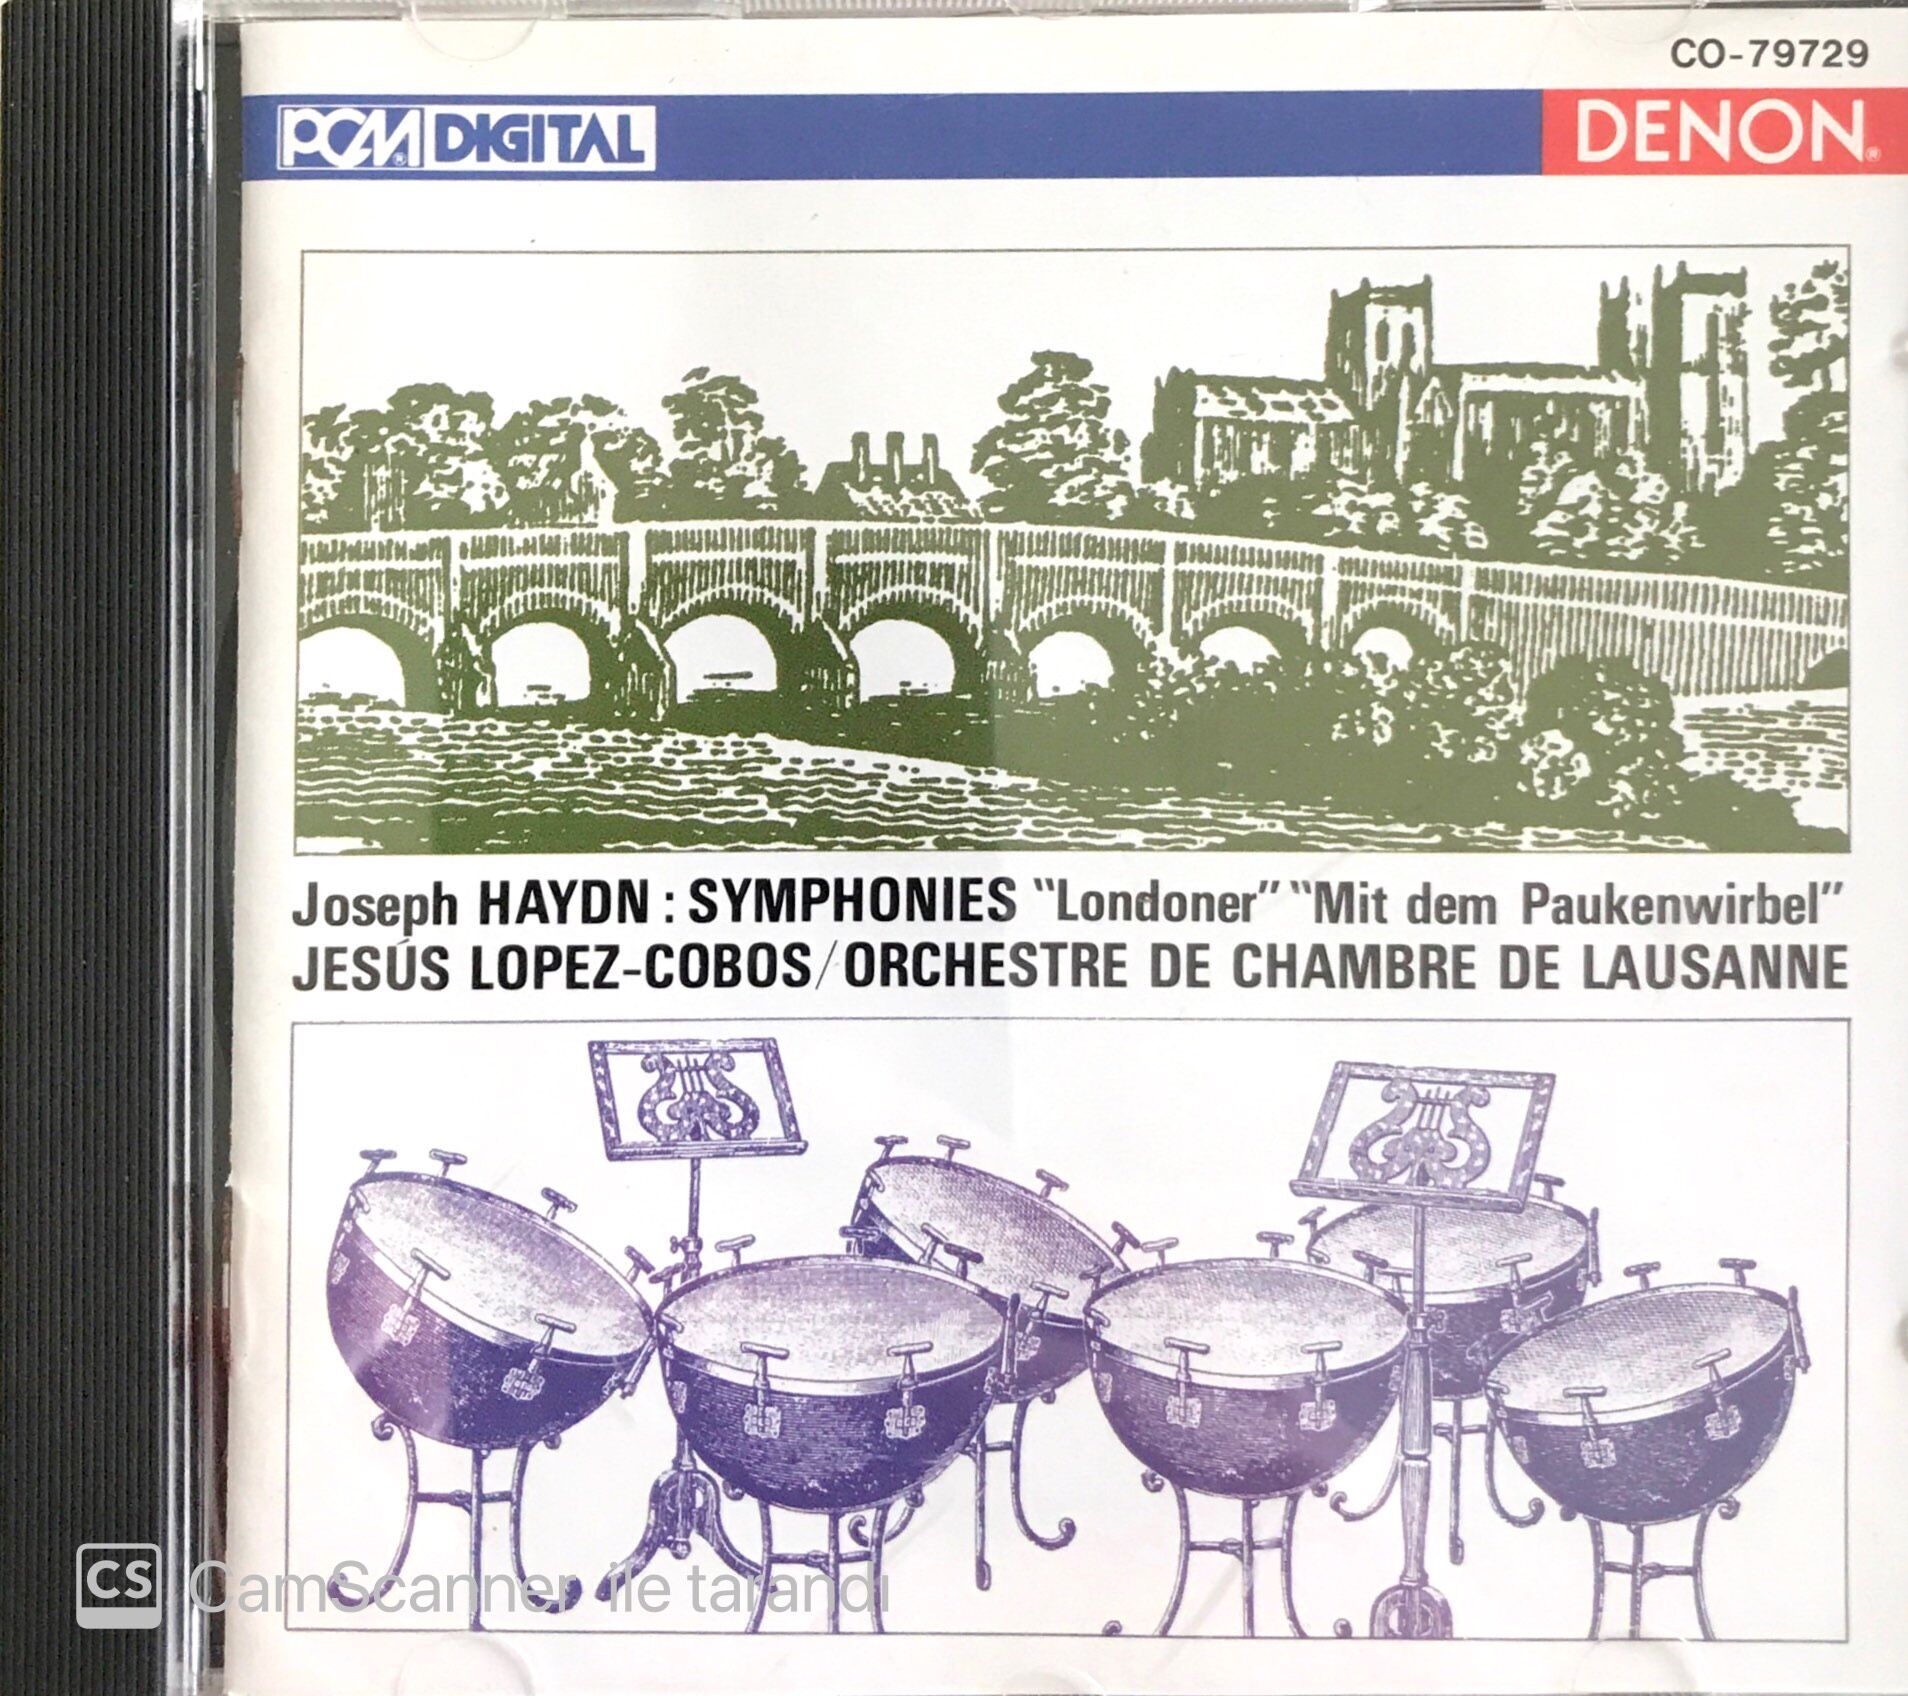 CO-79729
PCM® DIGITAL
DENON®
Joseph HAYDN : SYMPHONIES "Londoner" "Mit dem Paukenwirbel"
JESÚS LOPEZ-COBOS/ORCHESTRE DE CHAMBRE DE LAUSANNE
CS CamScanner ile tarandı